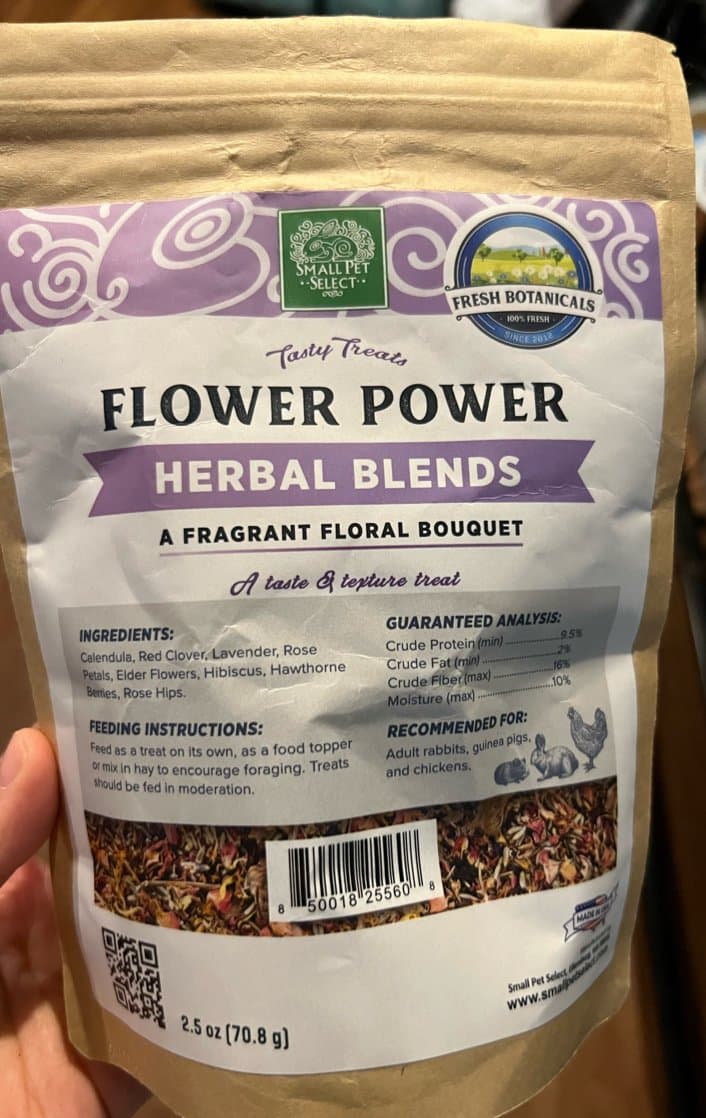 SMALL PET
SELECT
FRESH BOTANICALS
100% FRESH
SINCE 2012
Tasty Treats
FLOWER POWER
HERBAL BLENDS
A FRAGRANT FLORAL BOUQUET
A taste & texture treat
INGREDIENTS:
Calendula, Red Clover, Lavender, Rose
Petals, Elder Flowers, Hibiscus, Hawthorne
Berries, Rose Hips.
FEEDING INSTRUCTIONS:
Feed as a treat on its own, as a food topper
or mix in hay to encourage foraging. Treats
should be fed in moderation.
GUARANTEED ANALYSIS:
Crude Protein (min) 9.5%
Crude Fat (min) 2%
Crude Fiber (max) 16%
Moisture (max) 10%
RECOMMENDED FOR:
Adult rabbits, guinea pigs,
and chickens.
8 50018 25560 8
MADE IN
2.5 oz (70.8 g)
Small Pet Select,
www.smallpetselect.com